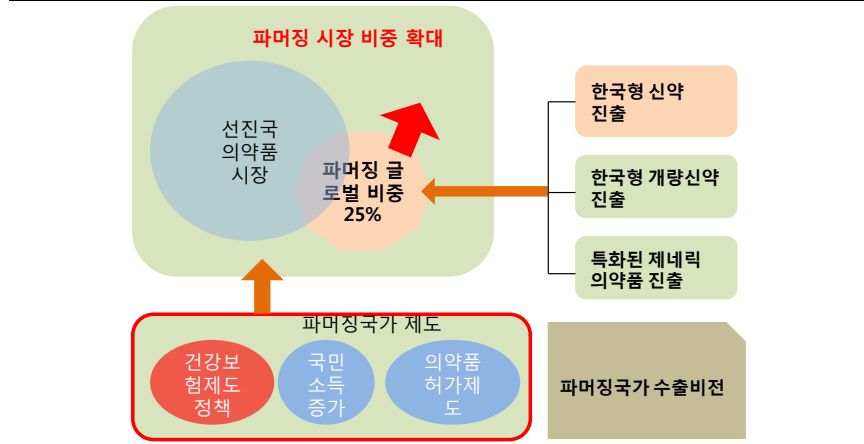 파머징 시장 비중 확대
선진국
의약품
시장
파머징 글
로벌 비중
25%
한국형 신약
진출
한국형 개량신약
진출
특화된 제네릭
의약품 진출
파머징국가 제도
건강보
험제도
정책
국민
소득
증가
의약품
허가제
도
파머징국가 수출비전